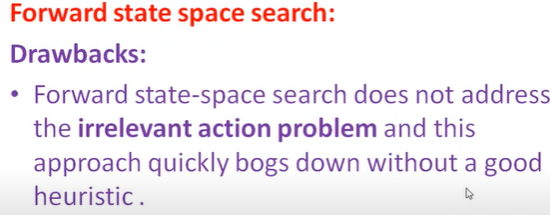 Forward state space search:
Drawbacks:
• Forward state-space search does not address
the irrelevant action problem and this
approach quickly bogs down without a good
heuristic .